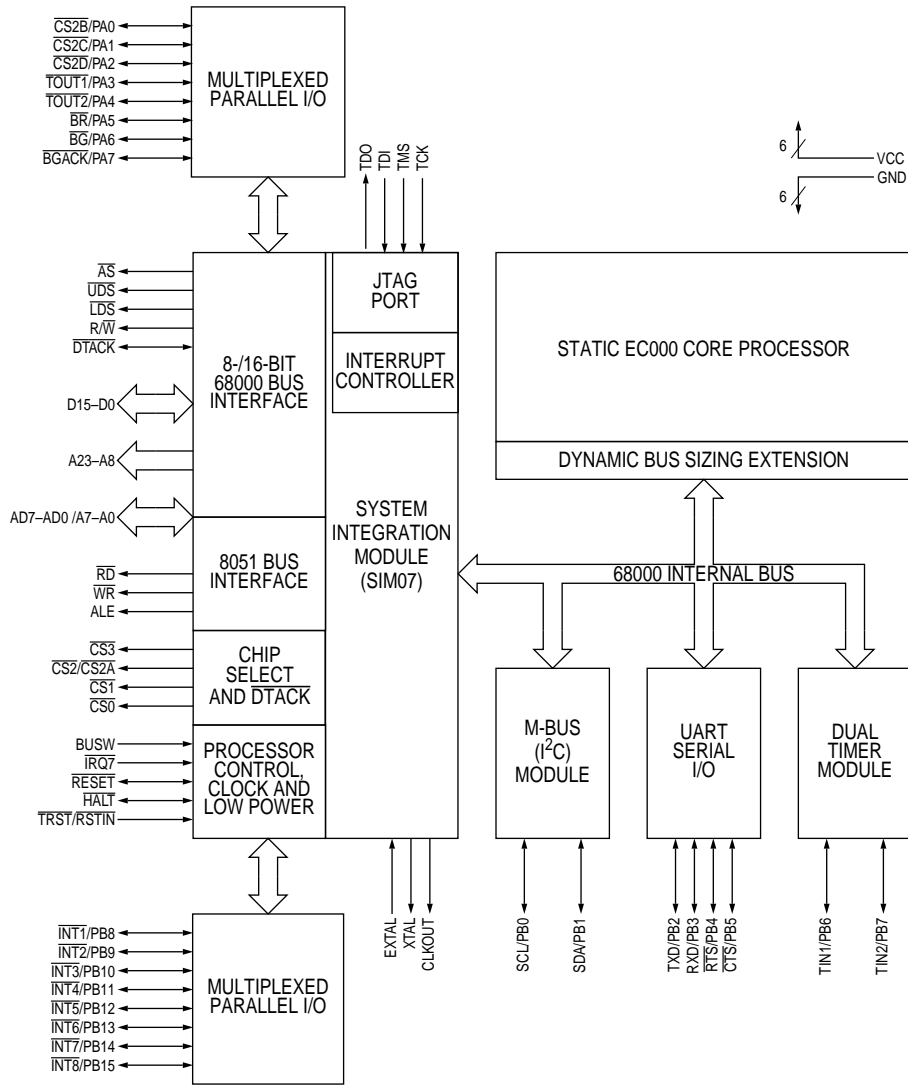 CS2B/PA0
CS2C/PA1
CS2D/PA2
TOUT1/PA3
TOUT2/PA4
BR/PA5
BG/PA6
BGACK/PA7
MULTIPLEXED
PARALLEL I/O
TDO
TDI
TMS
TCK
6
VCC
GND
6
AS
UDS
LDS
R/W
DTACK
D15–D0
A23–A8
AD7–AD0 /A7–A0
RD
WR
ALE
CS3
CS2/CS2A
CS1
CS0
BUSW
IRQ7
RESET
HALT
TRST/RSTIN
8-/16-BIT
68000 BUS
INTERFACE
8051 BUS
INTERFACE
CHIP
SELECT
AND DTACK
PROCESSOR
CONTROL,
CLOCK AND
LOW POWER
JTAG
PORT
INTERRUPT
CONTROLLER
SYSTEM
INTEGRATION
MODULE
(SIM07)
STATIC EC000 CORE PROCESSOR
DYNAMIC BUS SIZING EXTENSION
68000 INTERNAL BUS
M-BUS
(I²C)
MODULE
UART
SERIAL
I/O
DUAL
TIMER
MODULE
EXTAL
XTAL
CLKOUT
SCL/PB0
SDA/PB1
TXD/PB2
RXD/PB3
RTS/PB4
CTS/PB5
TIN1/PB6
TIN2/PB7
INT1/PB8
INT2/PB9
INT3/PB10
INT4/PB11
INT5/PB12
INT6/PB13
INT7/PB14
INT8/PB15
MULTIPLEXED
PARALLEL I/O